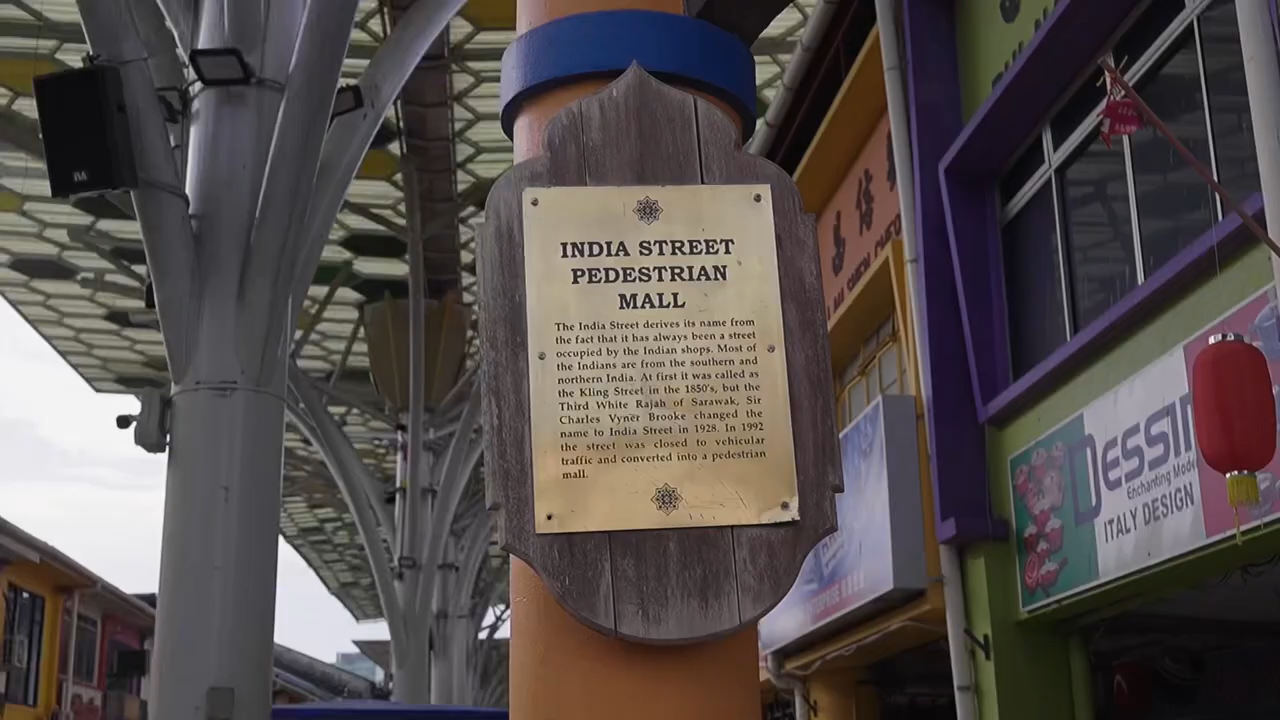 INDIA STREET
PEDESTRIAN
MALL
The India Street derives its name from
the fact that it has always been a street
occupied by the Indian shops. Most of
the Indians are from the southern and
northern India. At first it was called as
the Kling Street in the 1850's, but the
Third White Rajah of Sarawak, Sir
Charles Vyner Brooke changed the
name to India Street in 1928. In 1992
the street was closed to vehicular
traffic and converted into a pedestrian
mall.
DESSIN
Enchanting Mode
ITALY DESIGN